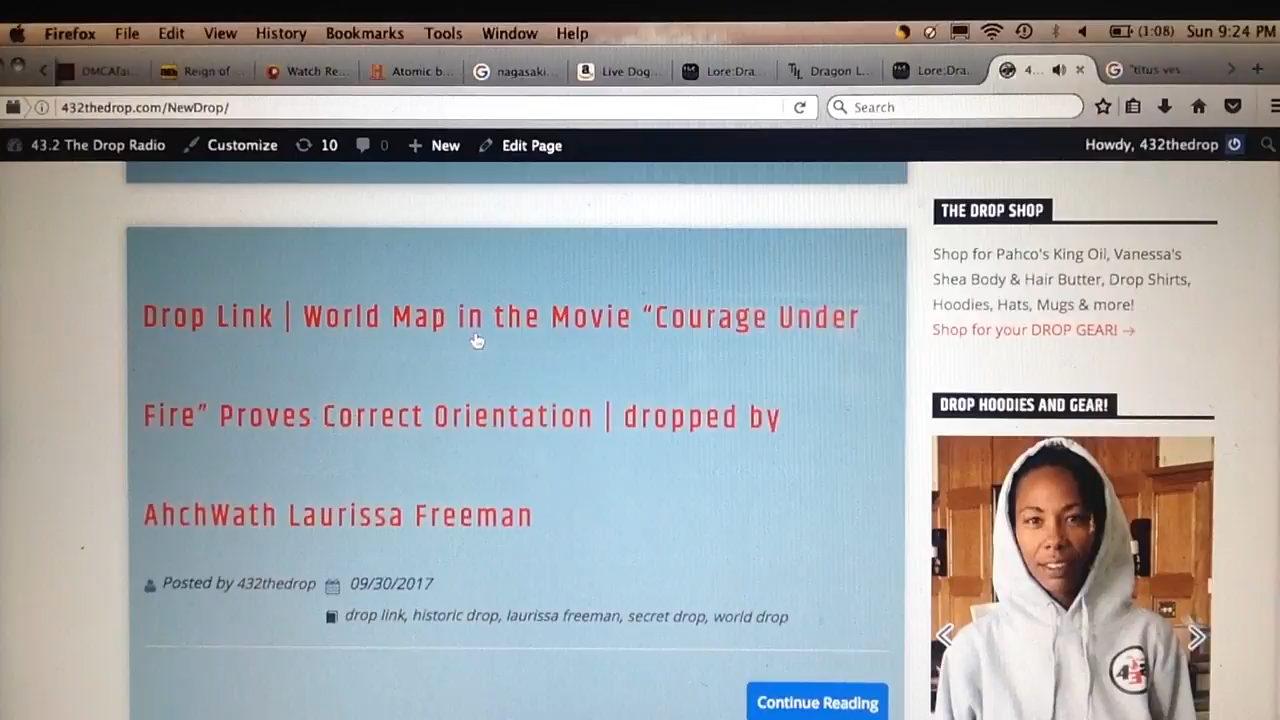 Firefox File Edit View History Bookmarks Tools Window Help (1:08) Sun 9:24 PM
DMCAfai... Reign of ... Watch Re... Atomic b... nagasaki... Live Dog... Lore:Dra... Dragon L... Lore:Dra... 4... "titus ves...
432thedrop.com/NewDrop/ Search
43.2 The Drop Radio Customize 10 0 + New Edit Page Howdy, 432thedrop
THE DROP SHOP
Shop for Pahco's King Oil, Vanessa's
Shea Body & Hair Butter, Drop Shirts,
Hoodies, Hats, Mugs & more!
Shop for your DROP GEAR! →
DROP HOODIES AND GEAR!
Drop Link | World Map in the Movie “Courage Under
Fire” Proves Correct Orientation | dropped by
AhchWath Laurissa Freeman
Posted by 432thedrop 09/30/2017
drop link, historic drop, laurissa freeman, secret drop, world drop
Continue Reading